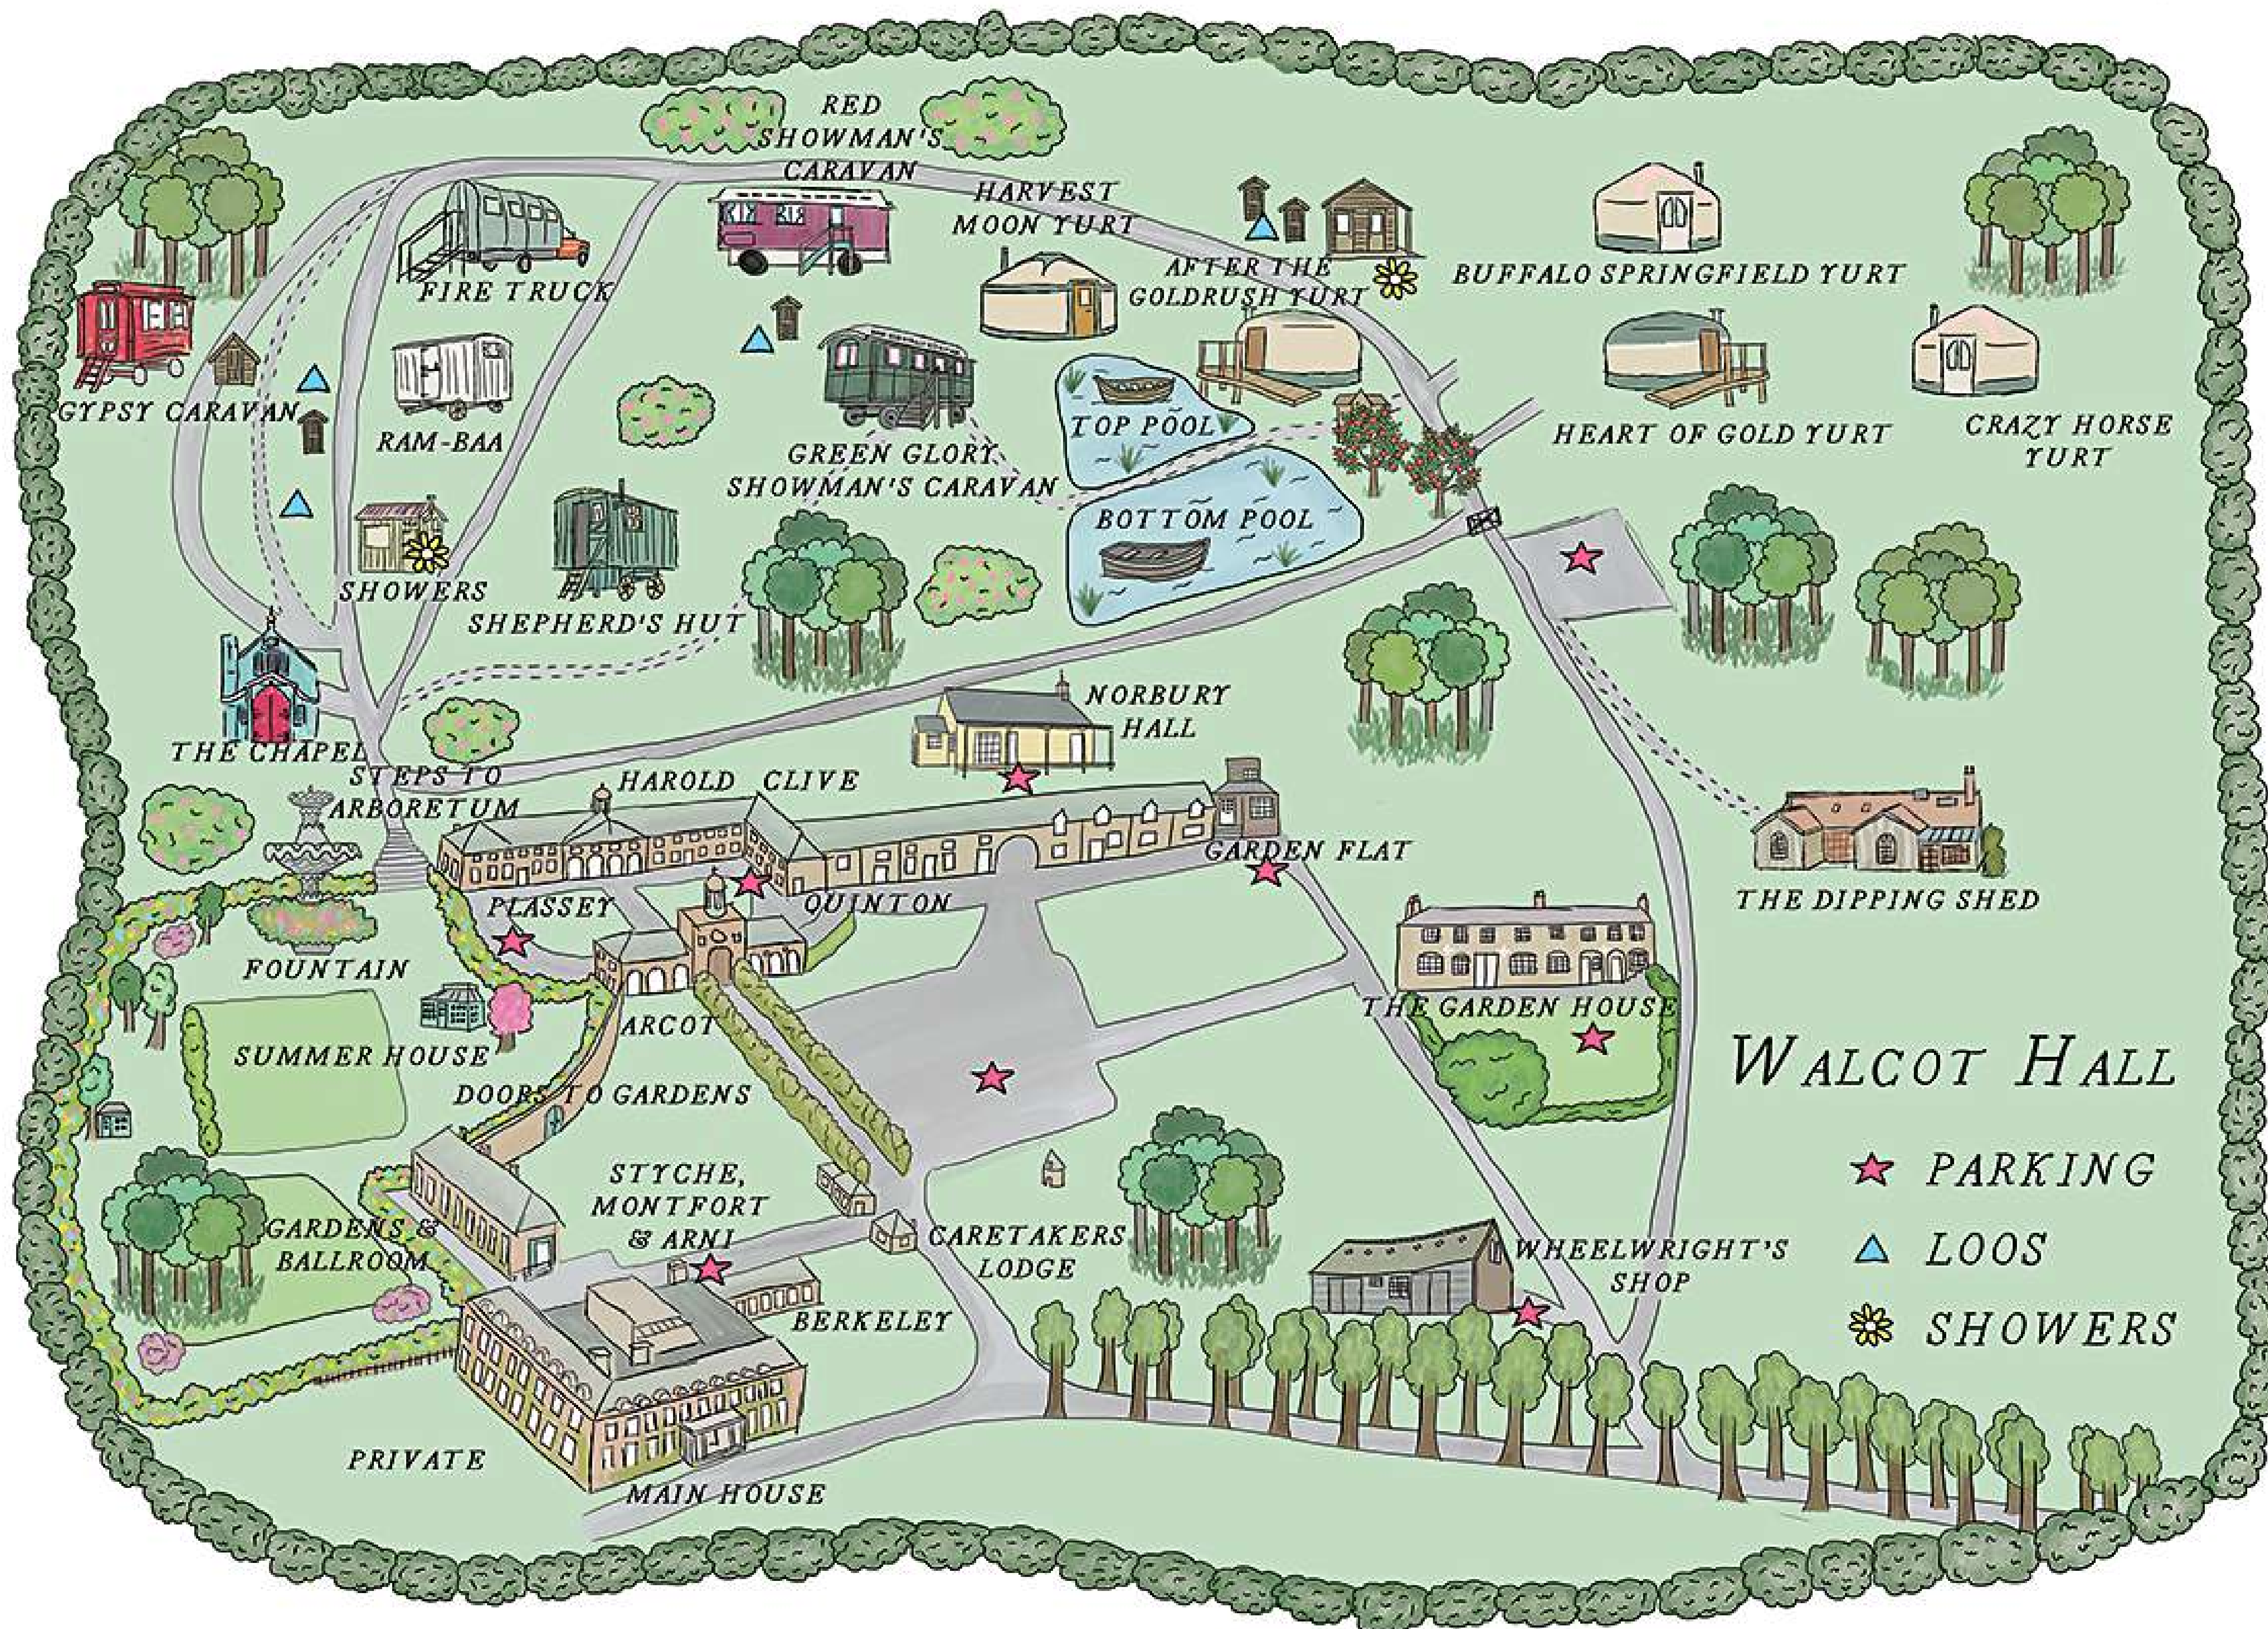 RED
SHOWMAN'S
CARAVAN
HARVEST
MOON YURT
FIRE TRUCK
AFTER THE
GOLDRUSH YURT
BUFFALO SPRINGFIELD YURT
GYPSY CARAVAN
RAM-BAA
GREEN GLORY
SHOWMAN'S CARAVAN
TOP POOL
HEART OF GOLD YURT
CRAZY HORSE
YURT
BOTTOM POOL
SHOWERS
SHEPHERD'S HUT
NORBURY
HALL
THE CHAPEL
STEPS TO
ARBORETUM
HAROLD
CLIVE
GARDEN FLAT
THE DIPPING SHED
PLASSEY
QUINTON
FOUNTAIN
THE GARDEN HOUSE
ARCOT
SUMMER HOUSE
DOORS TO GARDENS
WALCOT HALL
STYCHE,
MONTFORT
& ARNI
PARKING
GARDENS &
BALLROOM
CARETAKERS
LODGE
WHEELWRIGHT'S
SHOP
LOOS
BERKELEY
SHOWERS
PRIVATE
MAIN HOUSE